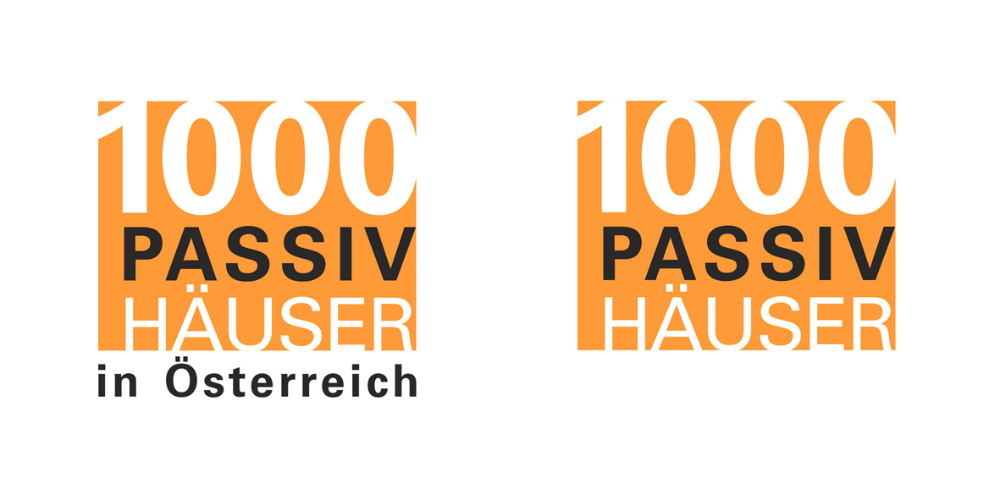 1000
PASSIV
HÄUSER
in Österreich
1000
PASSIV
HÄUSER